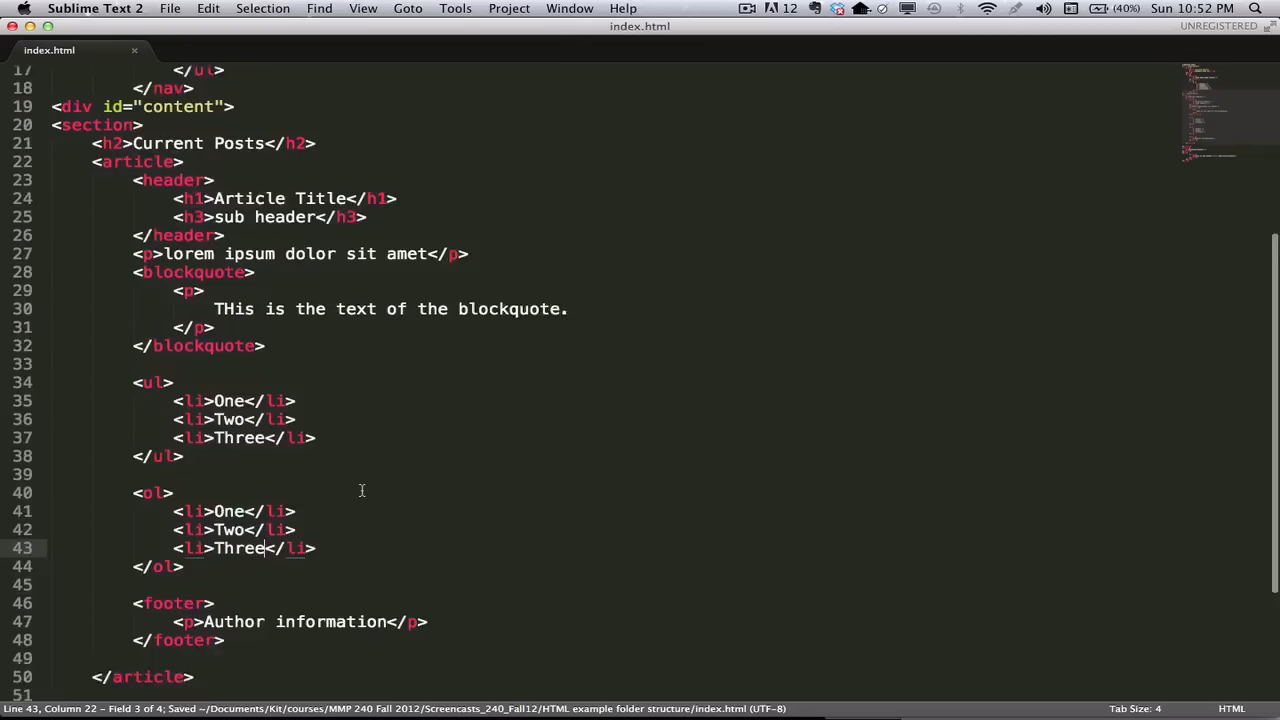 Sublime Text 2 File Edit Selection Find View Goto Tools Project Window Help 12 (40%) Sun 10:52 PM
index.html UNREGISTERED
index.html ×
17 </ul>
18 </nav>
19 <div id="content">
20 <section>
21 <h2>Current Posts</h2>
22 <article>
23 <header>
24 <h1>Article Title</h1>
25 <h3>sub header</h3>
26 </header>
27 <p>lorem ipsum dolor sit amet</p>
28 <blockquote>
29 <p>
30 THis is the text of the blockquote.
31 </p>
32 </blockquote>
33
34 <ul>
35 <li>One</li>
36 <li>Two</li>
37 <li>Three</li>
38 </ul>
39
40 <ol>
41 <li>One</li>
42 <li>Two</li>
43 <li>Three</li>
44 </ol>
45
46 <footer>
47 <p>Author information</p>
48 </footer>
49
50 </article>
51
Line 43, Column 22 - Field 3 of 4; Saved ~/Documents/Kit/courses/MMP 240 Fall 2012/Screencasts_240_Fall12/HTML example folder structure/index.html (UTF-8) Tab Size: 4 HTML